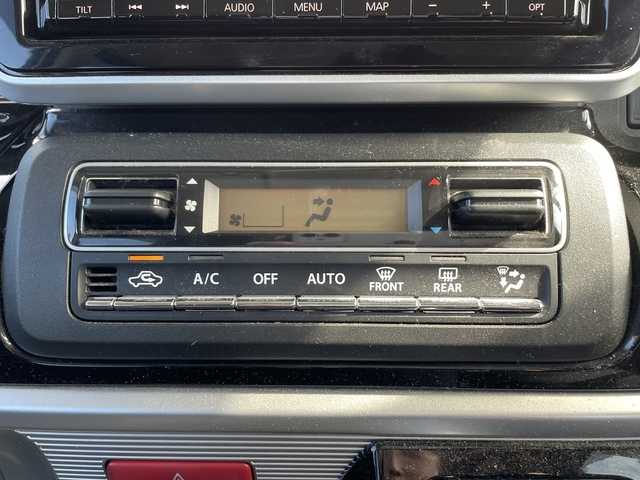 TILT AUDIO MENU MAP − + OPT
A/C OFF AUTO FRONT REAR